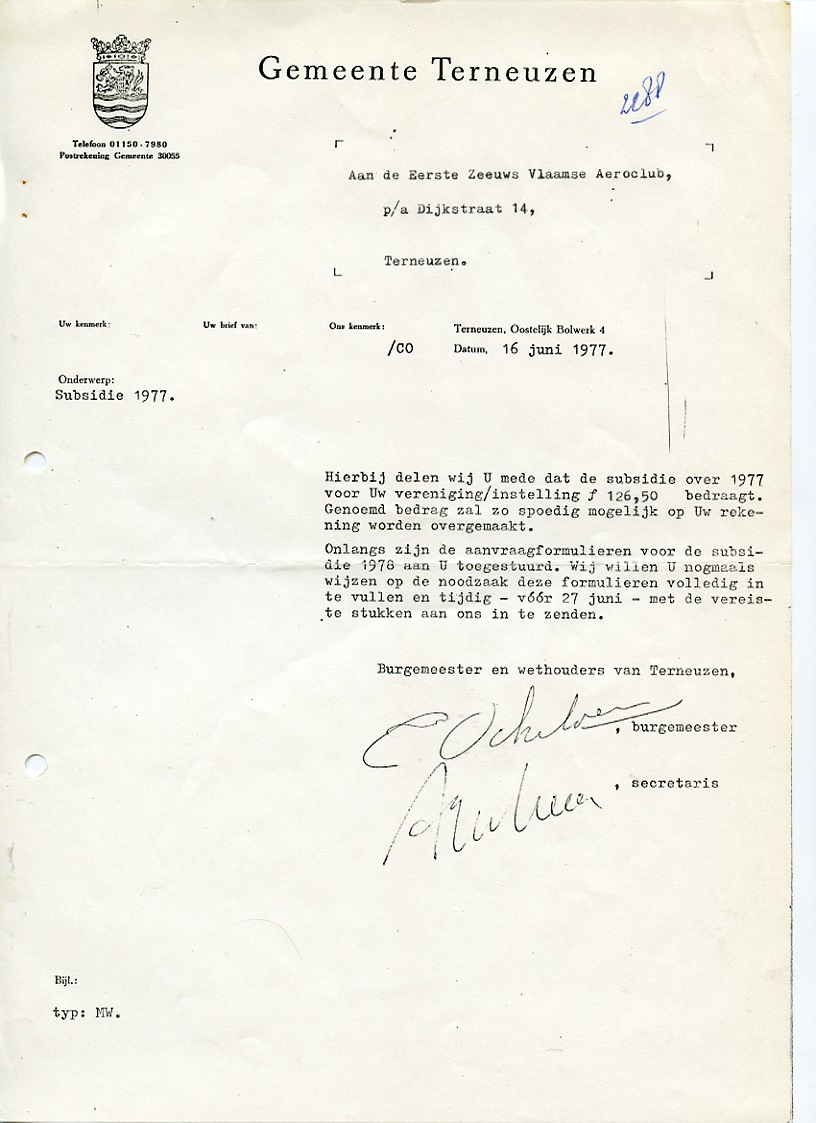 Gemeente Terneuzen
Telefoon 01150-7980
Postrekening Gemeente 30055
Aan de Eerste Zeeuws Vlaamse Aeroclub,
p/a Dijkstraat 14,
Terneuzen.
Uw kenmerk:
Uw brief van:
Ons kenmerk:
/CO
Terneuzen, Oostelijk Bolwerk 4
Datum, 16 juni 1977.
Onderwerp:
Subsidie 1977.
Hierbij delen wij U mede dat de subsidie over 1977
voor Uw vereniging/instelling ƒ 126,50 bedraagt.
Genoemd bedrag zal zo spoedig mogelijk op Uw reke-
ning worden overgemaakt.
Onlangs zijn de aanvraagformulieren voor de subsi-
die 1978 aan U toegestuurd. Wij willen U nogmaals
wijzen op de noodzaak deze formulieren volledig in
te vullen en tijdig - vóór 27 juni - met de vereis-
te stukken aan ons in te zenden.
Burgemeester en wethouders van Terneuzen,
, burgemeester
, secretaris
Bijl.:
typ: MW.